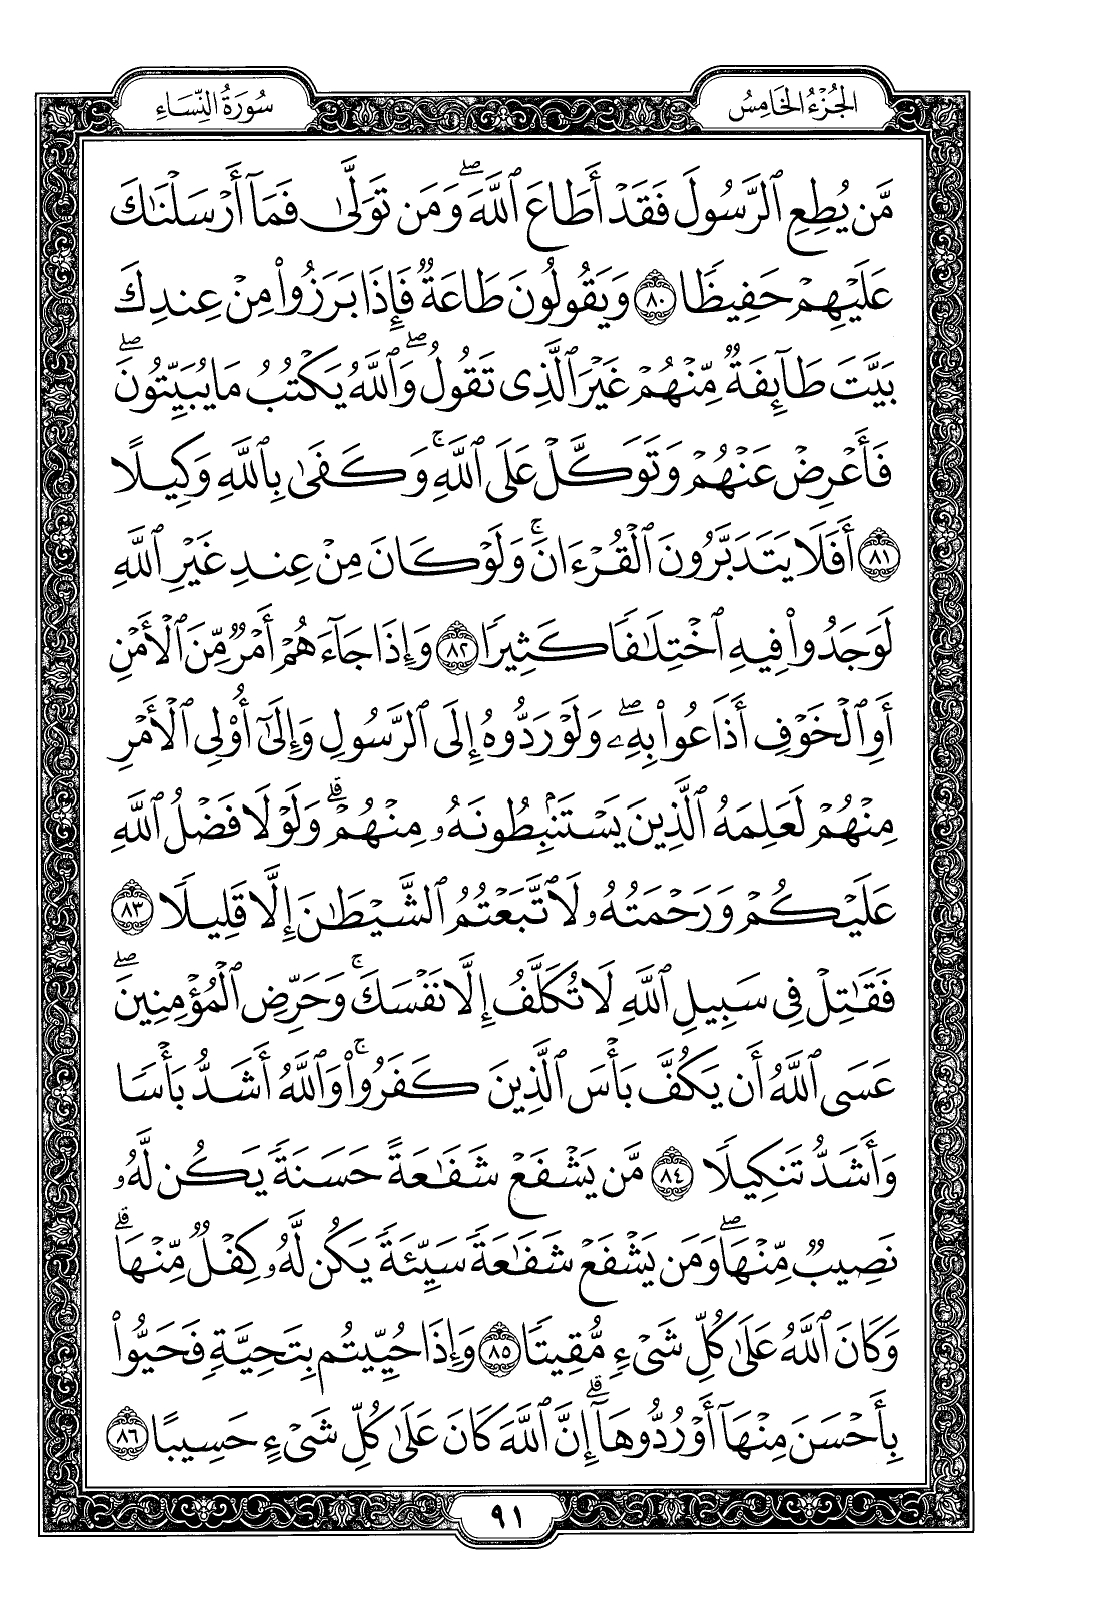 الجُزْءُ الخَامِسُ
سُورَةُ النِّسَاءِ
مَّن يُطِعِ ٱلرَّسُولَ فَقَدْ أَطَاعَ ٱللَّهَۖ وَمَن تَوَلَّىٰ فَمَآ أَرْسَلْنَٰكَ
عَلَيْهِمْ حَفِيظًا ٨٠ وَيَقُولُونَ طَاعَةٌ فَإِذَا بَرَزُوا۟ مِنْ عِندِكَ
بَيَّتَ طَآئِفَةٌ مِّنْهُمْ غَيْرَ ٱلَّذِى تَقُولُۖ وَٱللَّهُ يَكْتُبُ مَا يُبَيِّتُونَۖ
فَأَعْرِضْ عَنْهُمْ وَتَوَكَّلْ عَلَى ٱللَّهِۚ وَكَفَىٰ بِٱللَّهِ وَكِيلًا
٨١ أَفَلَا يَتَدَبَّرُونَ ٱلْقُرْءَانَۚ وَلَوْ كَانَ مِنْ عِندِ غَيْرِ ٱللَّهِ
لَوَجَدُوا۟ فِيهِ ٱخْتِلَٰفًا كَثِيرًا ٨٢ وَإِذَا جَآءَهُمْ أَمْرٌ مِّنَ ٱلْأَمْنِ
أَوِ ٱلْخَوْفِ أَذَاعُوا۟ بِهِۦۖ وَلَوْ رَدُّوهُ إِلَى ٱلرَّسُولِ وَإِلَىٰٓ أُو۟لِى ٱلْأَمْرِ
مِنْهُمْ لَعَلِمَهُ ٱلَّذِينَ يَسْتَنۢبِطُونَهُۥ مِنْهُمْۗ وَلَوْلَا فَضْلُ ٱللَّهِ
عَلَيْكُمْ وَرَحْمَتُهُۥ لَٱتَّبَعْتُمُ ٱلشَّيْطَٰنَ إِلَّا قَلِيلًا ٨٣
فَقَٰتِلْ فِى سَبِيلِ ٱللَّهِ لَا تُكَلَّفُ إِلَّا نَفْسَكَۚ وَحَرِّضِ ٱلْمُؤْمِنِينَۖ
عَسَى ٱللَّهُ أَن يَكُفَّ بَأْسَ ٱلَّذِينَ كَفَرُوا۟ۚ وَٱللَّهُ أَشَدُّ بَأْسًا
وَأَشَدُّ تَنكِيلًا ٨٤ مَّن يَشْفَعْ شَفَٰعَةً حَسَنَةً يَكُن لَّهُۥ
نَصِيبٌ مِّنْهَاۖ وَمَن يَشْفَعْ شَفَٰعَةً سَيِّئَةً يَكُن لَّهُۥ كِفْلٌ مِّنْهَاۗ
وَكَانَ ٱللَّهُ عَلَىٰ كُلِّ شَىْءٍ مُّقِيتًا ٨٥ وَإِذَا حُيِّيتُم بِتَحِيَّةٍ فَحَيُّوا۟
بِأَحْسَنَ مِنْهَآ أَوْ رُدُّوهَآۗ إِنَّ ٱللَّهَ كَانَ عَلَىٰ كُلِّ شَىْءٍ حَسِيبًا ٨٦
٩١